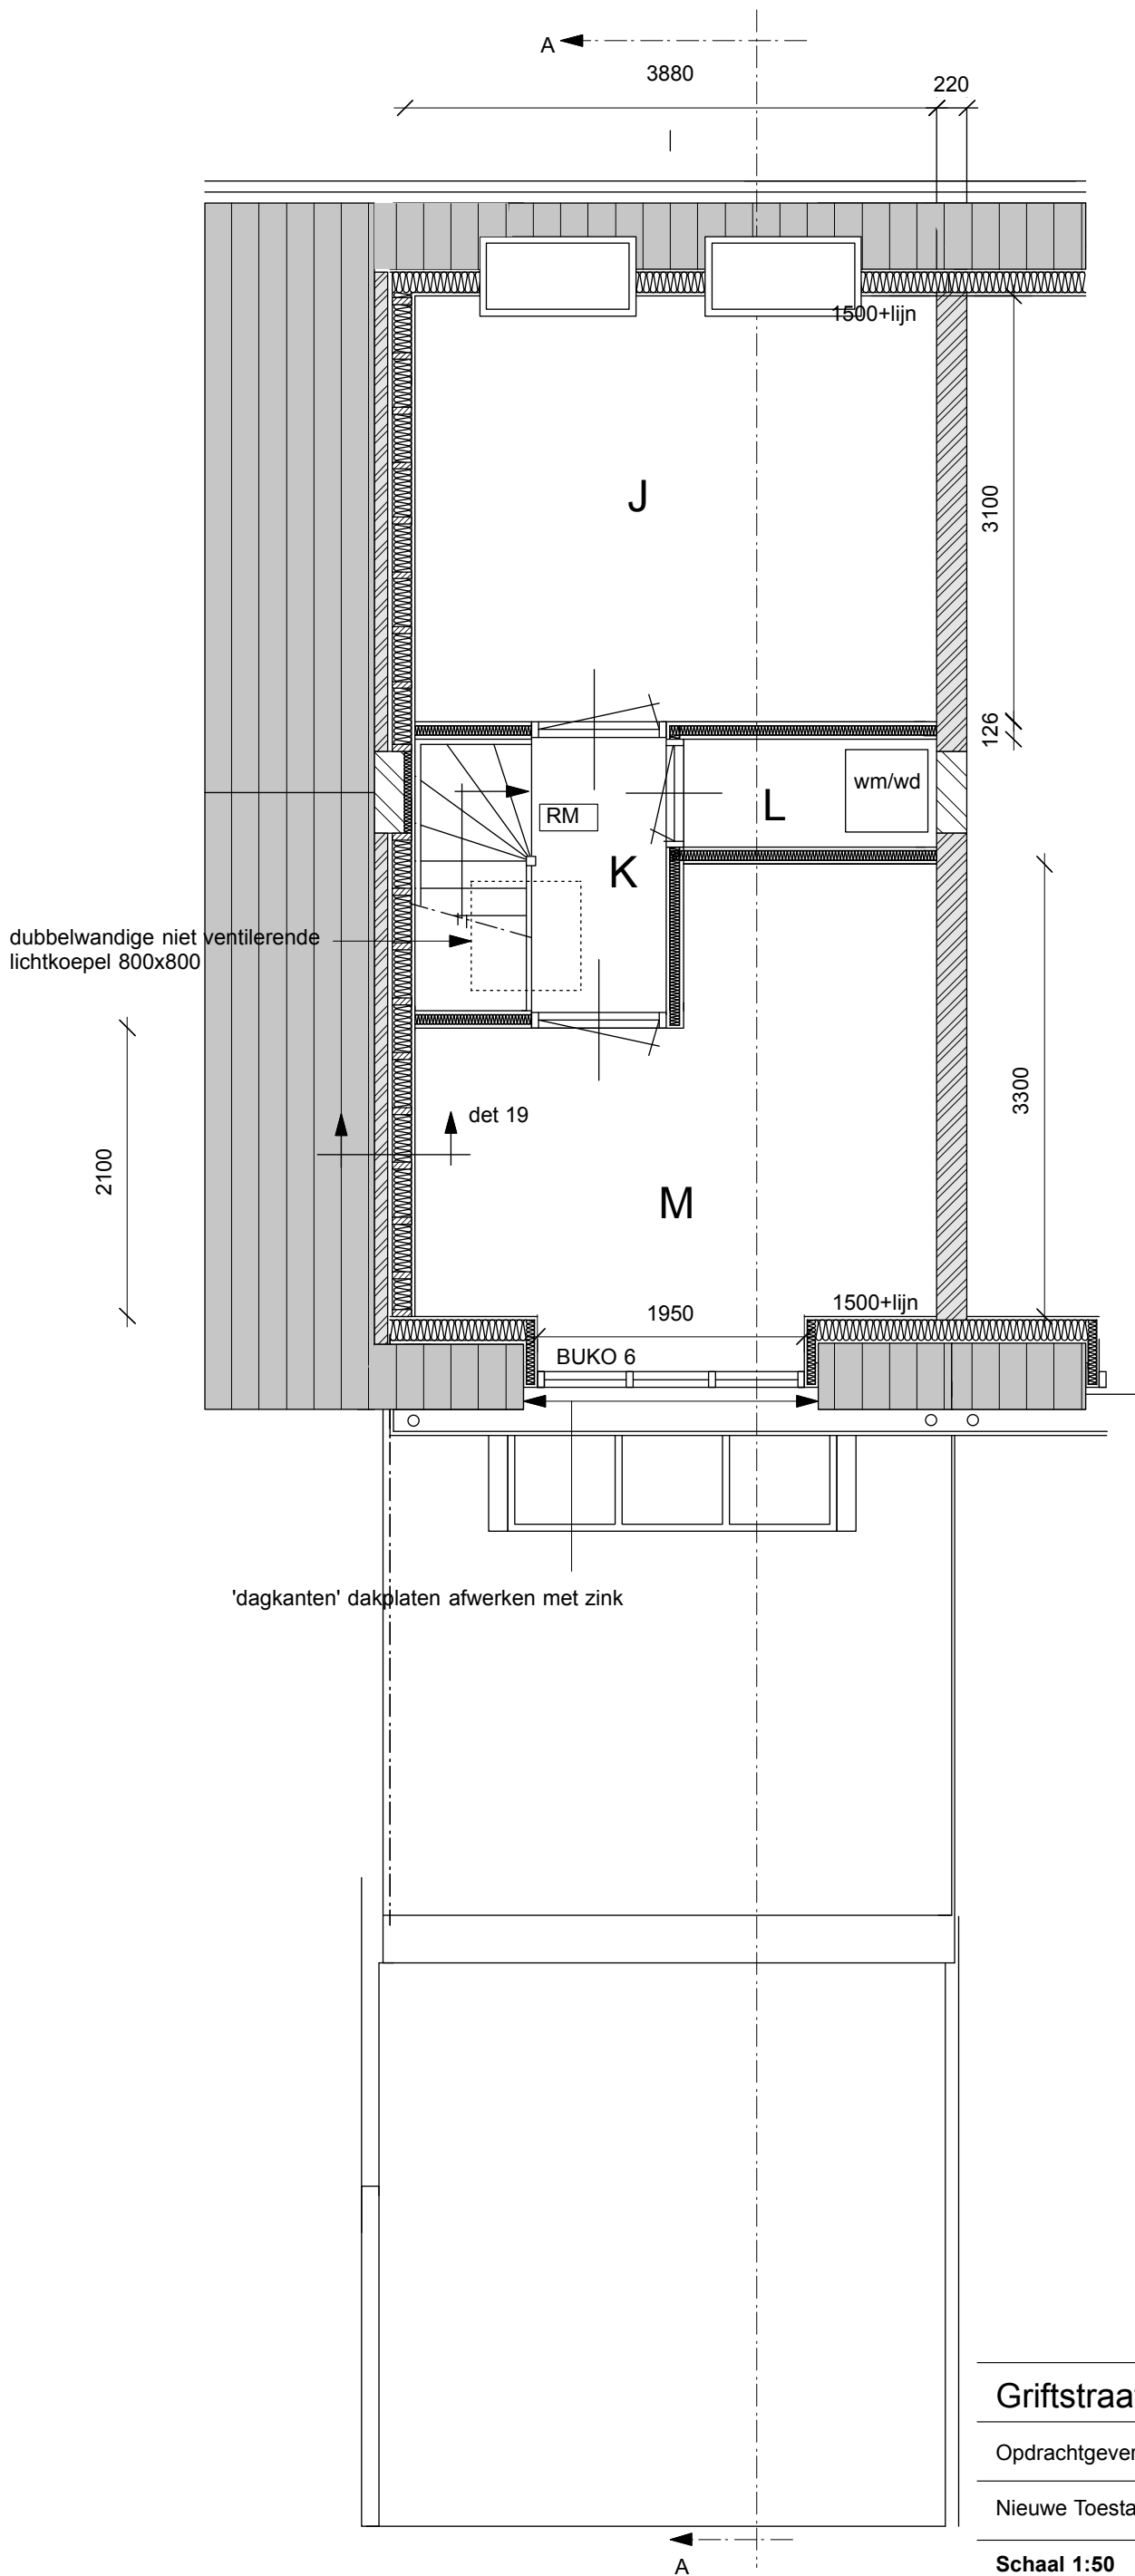 A
3880
220
1500+lijn
J
3100
126
wm/wd
L
RM
K
dubbelwandige niet ventilerende
lichtkoepel 800x800
3300
det 19
2100
M
1950
1500+lijn
BUKO 6
'dagkanten' dakplaten afwerken met zink
Griftstraat
Opdrachtgever
Nieuwe Toesta
Schaal 1:50
A